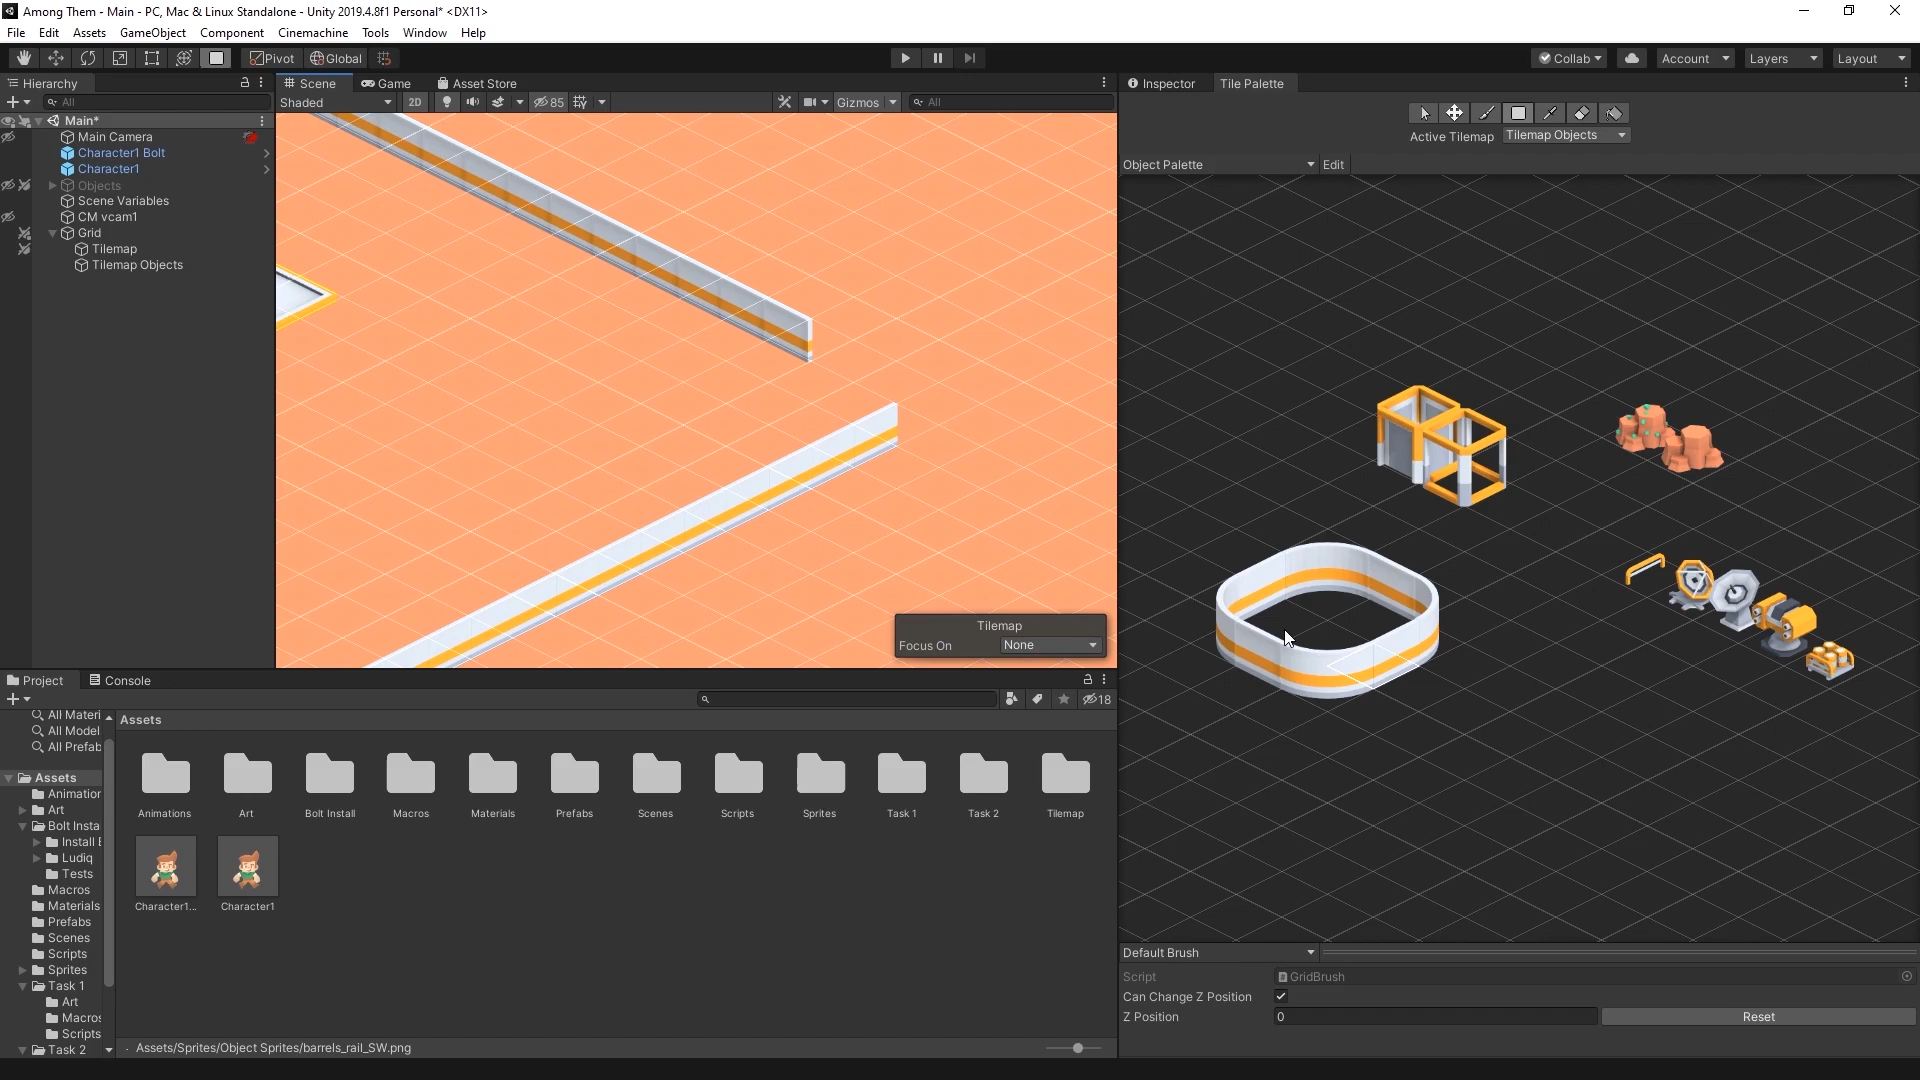 Among Them - Main - PC, Mac & Linux Standalone - Unity 2019.4.8f1 Personal* <DX11>
File Edit Assets GameObject Component Cinemachine Tools Window Help
Pivot Global
Collab Account Layers Layout
Hierarchy
All
Main*
Main Camera
Character1 Bolt
Character1
Objects
Scene Variables
CM vcam1
Grid
Tilemap
Tilemap Objects
Scene Game Asset Store
Shaded 2D 85 Gizmos All
Tilemap
Focus On None
Inspector Tile Palette
Active Tilemap Tilemap Objects
Object Palette Edit
Default Brush
Script GridBrush
Can Change Z Position
Z Position 0 Reset
Project Console
18
All Materi
All Model
All Prefab
Assets
Animation
Art
Bolt Insta
Install
Ludiq
Tests
Macros
Materials
Prefabs
Scenes
Scripts
Sprites
Task 1
Art
Macros
Scripts
Task 2
Assets
Animations Art Bolt Install Macros Materials Prefabs Scenes Scripts Sprites Task 1 Task 2 Tilemap
Character1... Character1
Assets/Sprites/Object Sprites/barrels_rail_SW.png